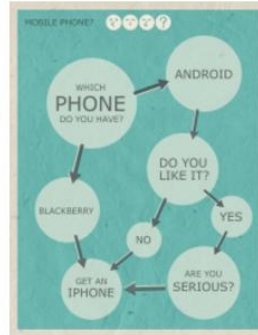 MOBILE PHONE?
?
WHICH
PHONE
DO YOU HAVE?
ANDROID
DO YOU
LIKE IT?
BLACKBERRY
YES
NO
GET AN
IPHONE
ARE YOU
SERIOUS?